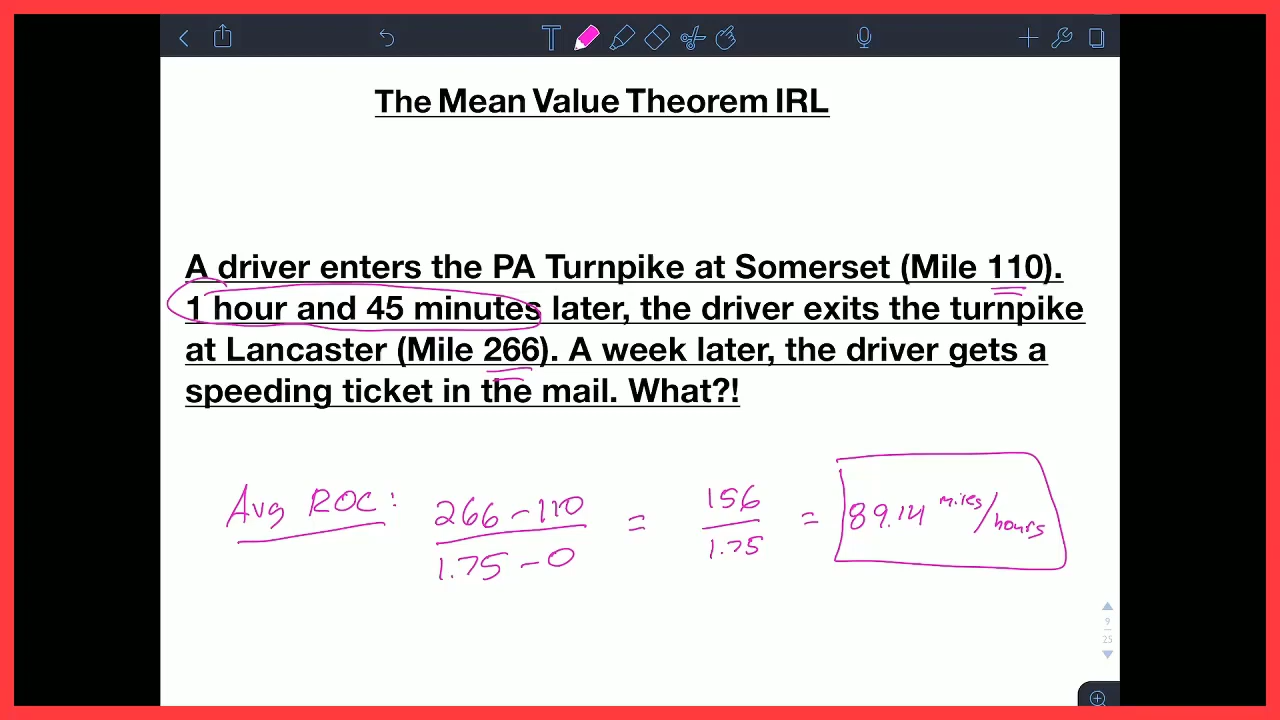 The Mean Value Theorem IRL
A driver enters the PA Turnpike at Somerset (Mile 110).
1 hour and 45 minutes later, the driver exits the turnpike
at Lancaster (Mile 266). A week later, the driver gets a
speeding ticket in the mail. What?!
Avg ROC: 266-110 / 1.75-0 = 156 / 1.75 = 89.14 miles/hours
9
25